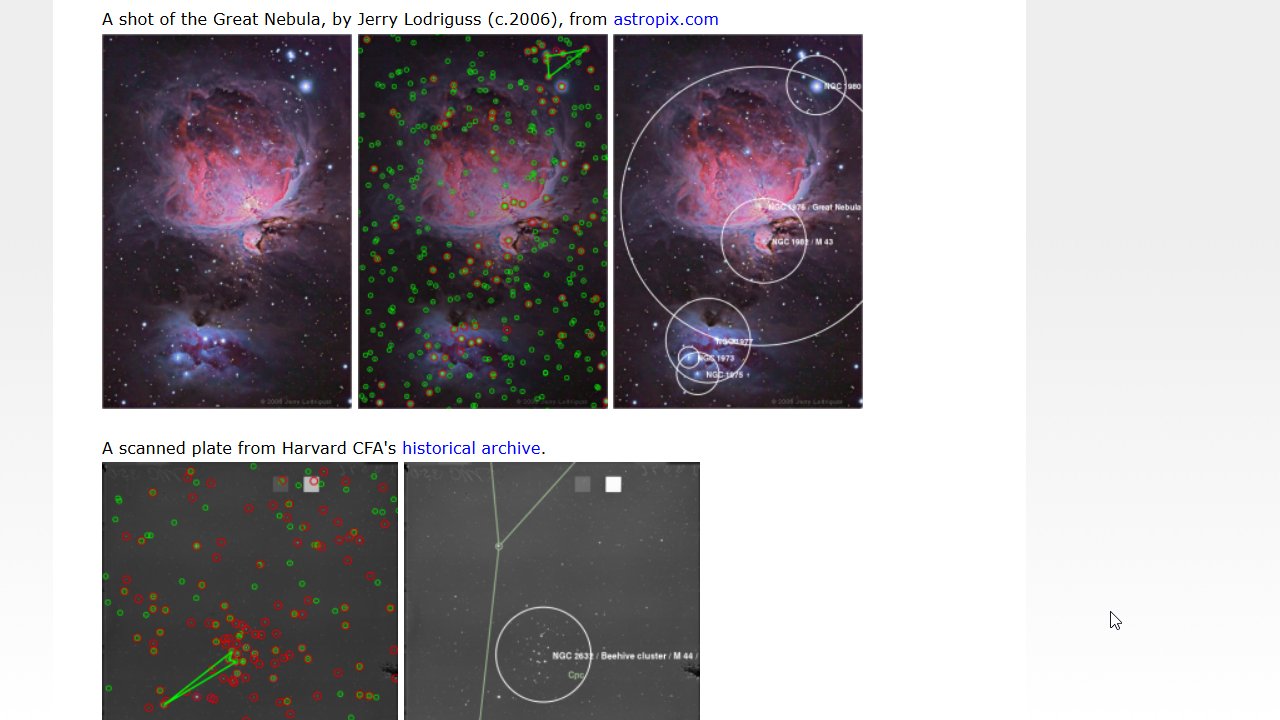 A shot of the Great Nebula, by Jerry Lodriguss (c.2006), from astropix.com
NGC 1980
NGC 1976 / Great Nebula
NGC 1982 / M 43
NGC 1977
NGC 1973
NGC 1975
© 2006 Jerry Lodriguss
© 2006 Jerry Lodriguss
© 2006 Jerry Lodriguss
A scanned plate from Harvard CFA's historical archive.
NGC 2632 / Beehive cluster / M 44 /
Cnc